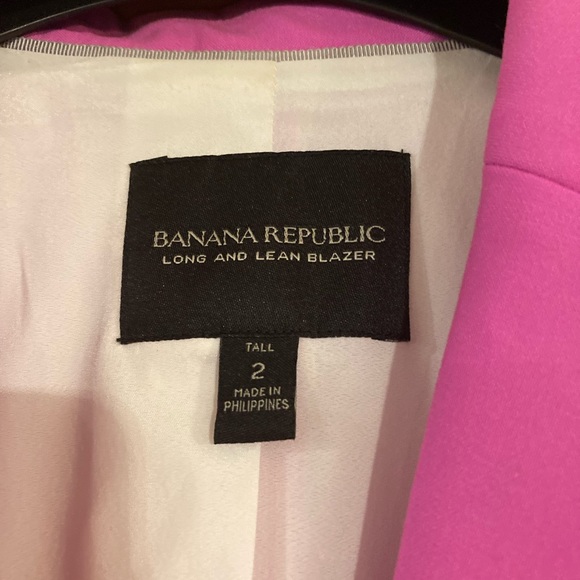 BANANA REPUBLIC
LONG AND LEAN BLAZER
TALL
2
MADE IN
PHILIPPINES